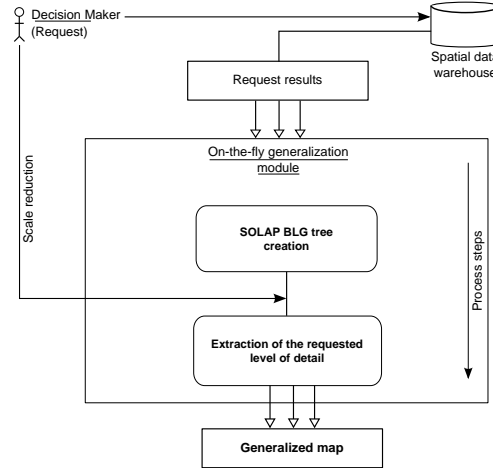 Decision Maker
(Request)
Spatial data
warehouse
Request results
On-the-fly generalization
module
Scale reduction
SOLAP BLG tree
creation
Process steps
Extraction of the requested
level of detail
Generalized map